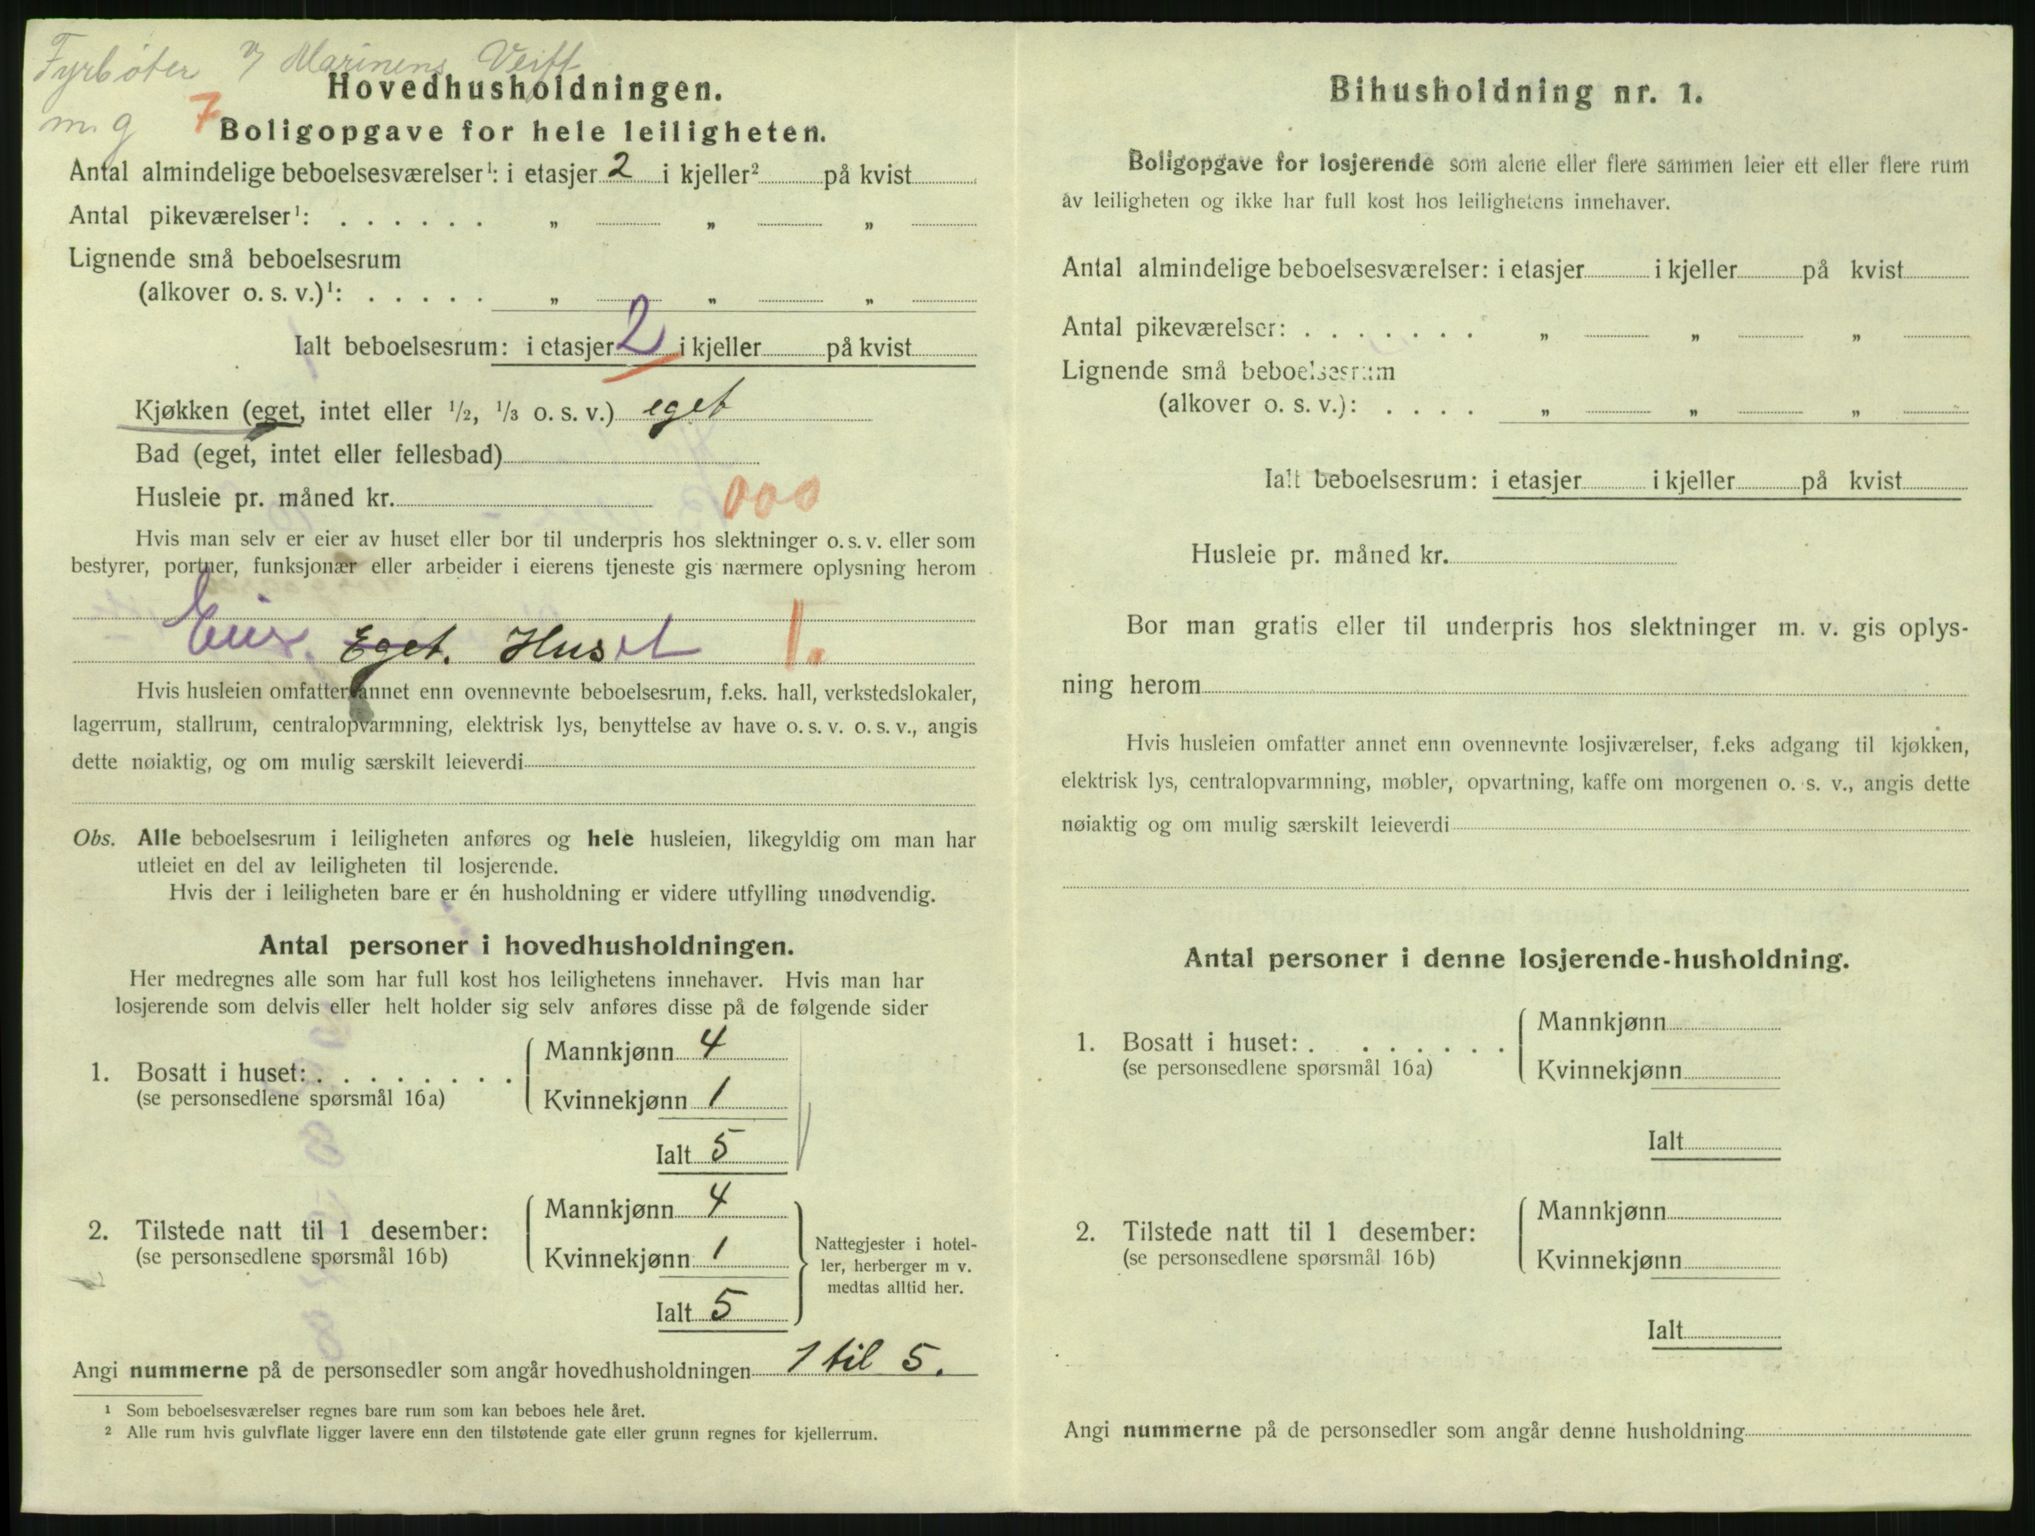 Fyrbøter v/ Marinens Verft
m. g 7
Hovedhusholdningen.
Boligopgave for hele leiligheten.
Antal almindelige beboelsesværelser¹: i etasjer 2 i kjeller² på kvist
Antal pikeværelser¹: . . . . . . „ „ „
Lignende små beboelsesrum
(alkover o. s. v.)¹: . . . . . „ „ „
Ialt beboelsesrum: i etasjer 2 i kjeller på kvist
Kjøkken (eget, intet eller ½, ⅓ o. s. v.) eget
Bad (eget, intet eller fellesbad)
Husleie pr. måned kr. 000
Hvis man selv er eier av huset eller bor til underpris hos slektninger o. s. v. eller som
bestyrer, portner, funksjonær eller arbeider i eierens tjeneste gis nærmere oplysning herom
Eier. Eget. Huset I.
Hvis husleien omfatter annet enn ovennevnte beboelsesrum, f.eks. hall, verkstedslokaler,
lagerrum, stallrum, centralopvarmning, elektrisk lys, benyttelse av have o. s. v. o. s. v., angis
dette nøiaktig, og om mulig særskilt leieverdi
Obs. Alle beboelsesrum i leiligheten anføres og hele husleien, likegyldig om man har
utleiet en del av leiligheten til losjerende.
Hvis der i leiligheten bare er én husholdning er videre utfylling unødvendig.
Antal personer i hovedhusholdningen.
Her medregnes alle som har full kost hos leilighetens innehaver. Hvis man har
losjerende som delvis eller helt holder sig selv anføres disse på de følgende sider
Mannkjønn 4
1. Bosatt i huset: . . . . . . . .
(se personsedlene spørsmål 16a)
Kvinnekjønn 1
Ialt 5
Mannkjønn 4
2. Tilstede natt til 1 desember:
(se personsedlene spørsmål 16b)
Kvinnekjønn 1
Ialt 5
Nattegjester i hotel-
ler, herberger m v.
medtas alltid her.
Angi nummerne på de personsedler som angår hovedhusholdningen 1 til 5.
¹ Som beboelsesværelser regnes bare rum som kan beboes hele året.
² Alle rum hvis gulvflate ligger lavere enn den tilstøtende gate eller grunn regnes for kjellerrum.
Bihusholdning nr. 1.
Boligopgave for losjerende som alene eller flere sammen leier ett eller flere rum
av leiligheten og ikke har full kost hos leilighetens innehaver.
Antal almindelige beboelsesværelser: i etasjer i kjeller på kvist
Antal pikeværelser: . . . . . . . „ „ „
Lignende små beboelsesrum
(alkover o. s. v.): . . . . „ „ „
Ialt beboelsesrum: i etasjer i kjeller på kvist
Husleie pr. måned kr.
Bor man gratis eller til underpris hos slektninger m. v. gis oplys-
ning herom
Hvis husleien omfatter annet enn ovennevnte losjiværelser, f.eks adgang til kjøkken,
elektrisk lys, centralopvarmning, møbler, opvartning, kaffe om morgenen o. s. v., angis dette
nøiaktig og om mulig særskilt leieverdi
Antal personer i denne losjerende-husholdning.
Mannkjønn
1. Bosatt i huset: . . . . . . .
(se personsedlene spørsmål 16a)
Kvinnekjønn
Ialt
Mannkjønn
2. Tilstede natt til 1 desember:
(se personsedlene spørsmål 16b)
Kvinnekjønn
Ialt
Angi nummerne på de personsedler som angår denne husholdning